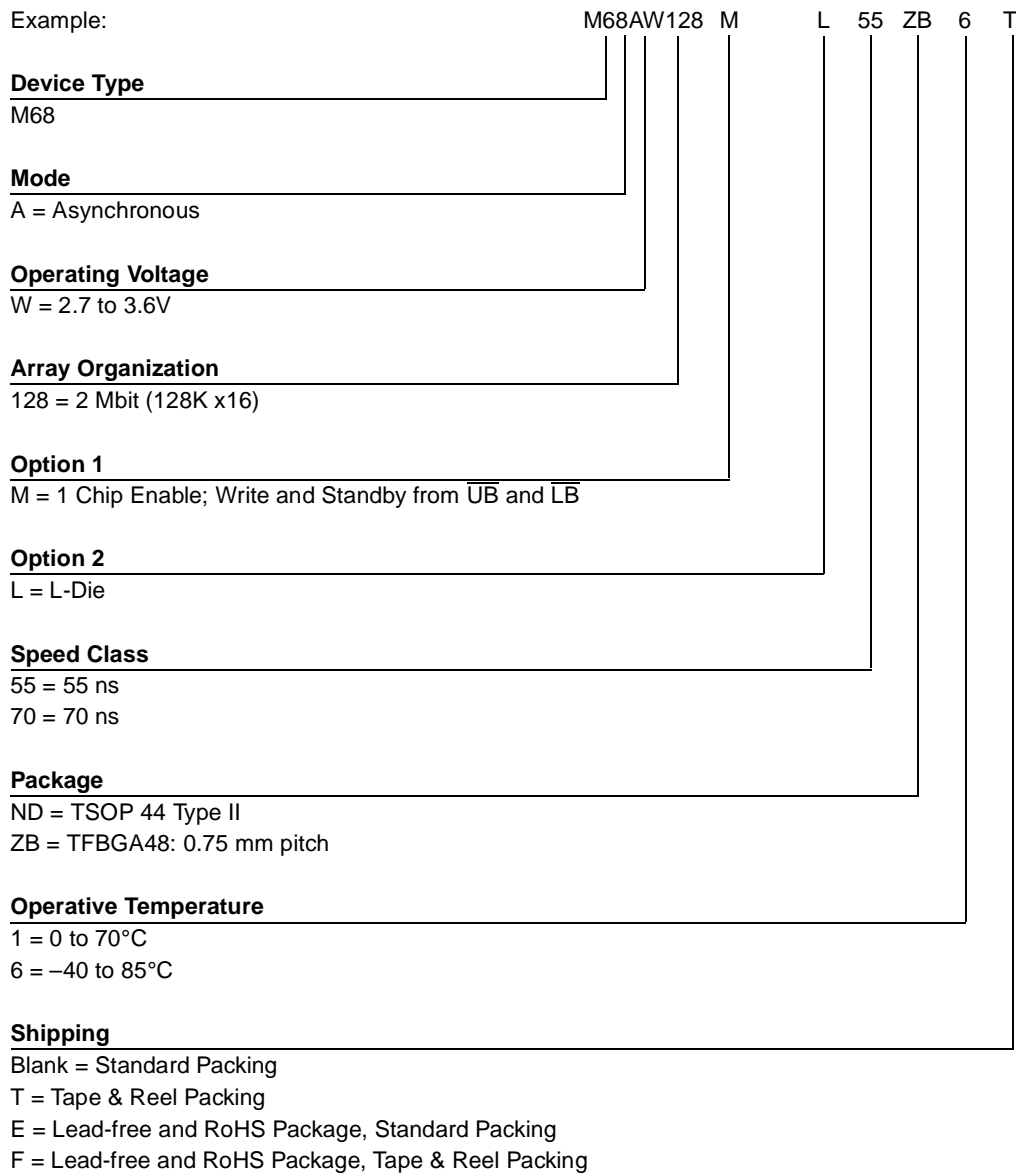 Example: M68AW128 M L 55 ZB 6 T
Device Type
M68
Mode
A = Asynchronous
Operating Voltage
W = 2.7 to 3.6V
Array Organization
128 = 2 Mbit (128K x16)
Option 1
M = 1 Chip Enable; Write and Standby from U̅B̅ and L̅B̅
Option 2
L = L-Die
Speed Class
55 = 55 ns
70 = 70 ns
Package
ND = TSOP 44 Type II
ZB = TFBGA48: 0.75 mm pitch
Operative Temperature
1 = 0 to 70°C
6 = –40 to 85°C
Shipping
Blank = Standard Packing
T = Tape & Reel Packing
E = Lead-free and RoHS Package, Standard Packing
F = Lead-free and RoHS Package, Tape & Reel Packing